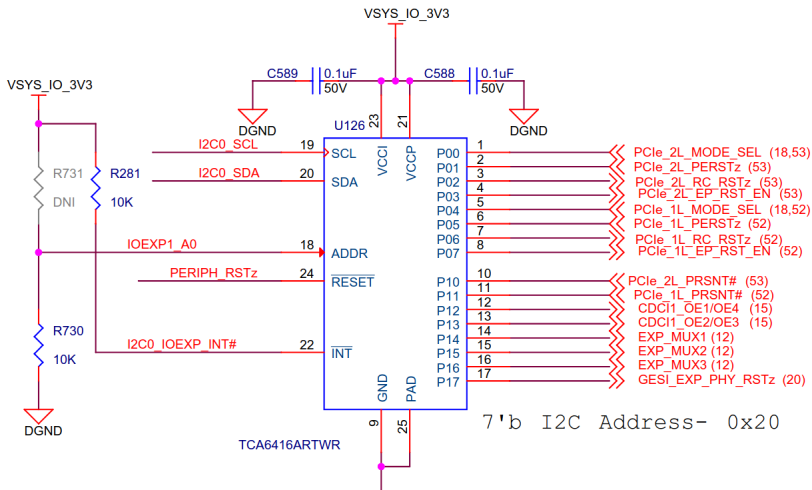 VSYS_IO_3V3
C589 0.1uF C588 0.1uF
50V 50V
VSYS_IO_3V3
DGND DGND
U126
23 21
VCCI VCCP
I2C0_SCL 19 SCL P00 1 PCIe_2L_MODE_SEL (18,53)
P01 2 PCIe_2L_PERSTz (53)
I2C0_SDA 20 SDA P02 3 PCIe_2L_RC_RSTz (53)
P03 4 PCIe_2L_EP_RST_EN (53)
R731 R281 P04 5 PCIe_1L_MODE_SEL (18,52)
DNI 10K P05 6 PCIe_1L_PERSTz (52)
P06 7 PCIe_1L_RC_RSTz (52)
IOEXP1_A0 18 ADDR P07 8 PCIe_1L_EP_RST_EN (52)
PERIPH_RSTz 24 RESET P10 10 PCIe_2L_PRSNT# (53)
P11 11 PCIe_1L_PRSNT# (52)
P12 12 CDCI1_OE1/OE4 (15)
P13 13 CDCI1_OE2/OE3 (15)
R730 P14 14 EXP_MUX1 (12)
10K I2C0_IOEXP_INT# 22 INT P15 15 EXP_MUX2 (12)
P16 16 EXP_MUX3 (12)
P17 17 GESI_EXP_PHY_RSTz (20)
GND PAD
DGND
9 25
7'b I2C Address- 0x20
TCA6416ARTWR